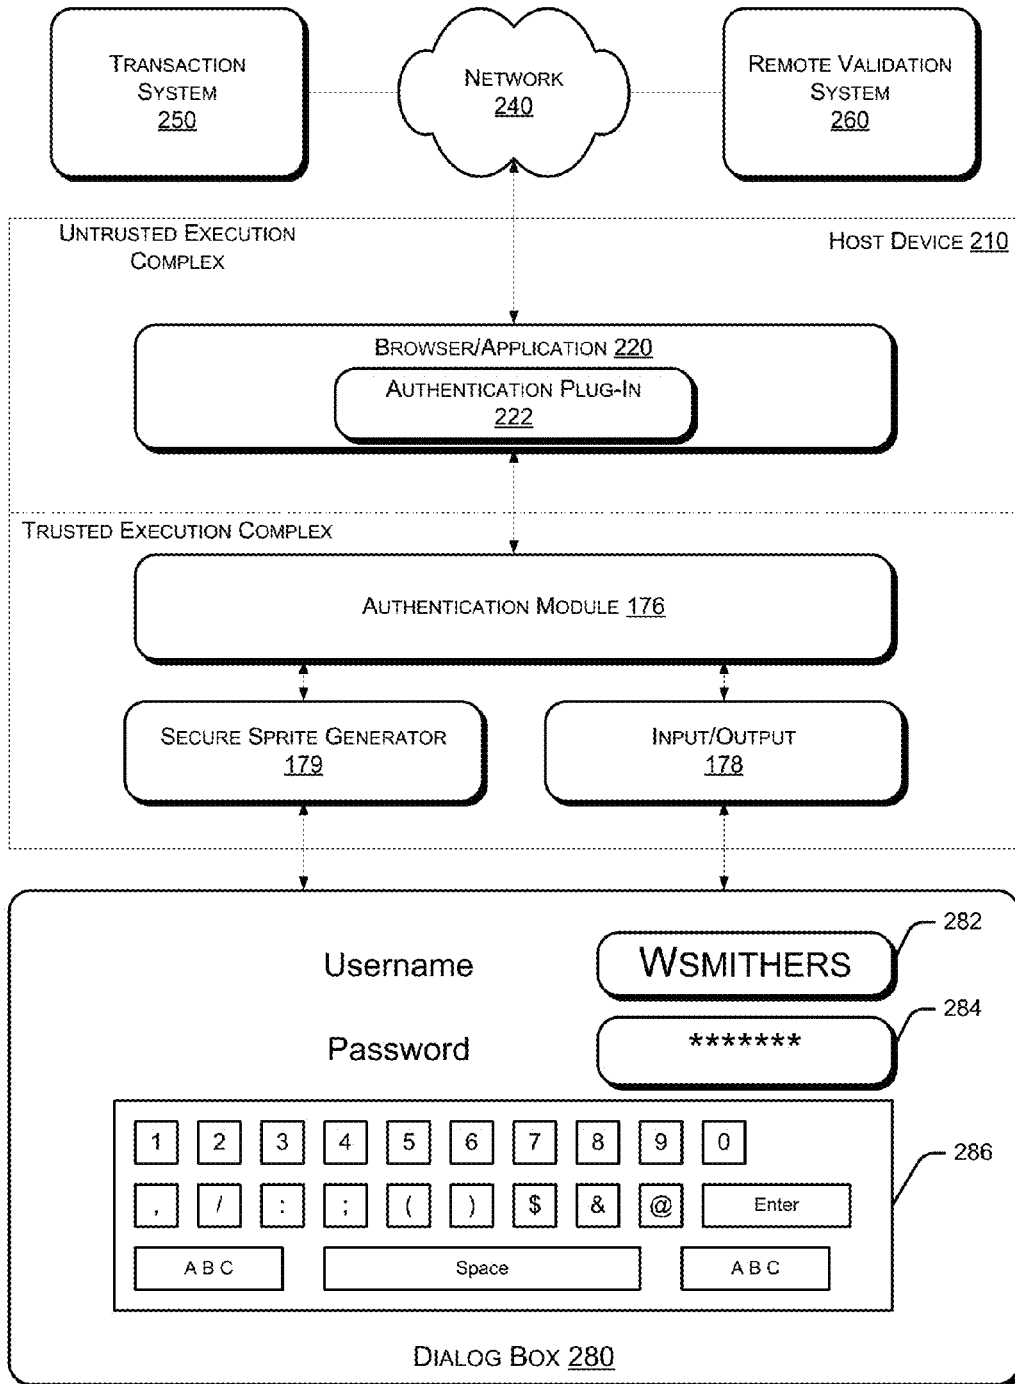 TRANSACTION
SYSTEM
250
NETWORK
240
REMOTE VALIDATION
SYSTEM
260
UNTRUSTED EXECUTION
COMPLEX
HOST DEVICE 210
BROWSER/APPLICATION 220
AUTHENTICATION PLUG-IN
222
TRUSTED EXECUTION COMPLEX
AUTHENTICATION MODULE 176
SECURE SPRITE GENERATOR
179
INPUT/OUTPUT
178
282
Username WSMITHERS
284
Password *******
1 2 3 4 5 6 7 8 9 0
286
, / : ; ( ) $ & @ Enter
A B C Space A B C
DIALOG BOX 280